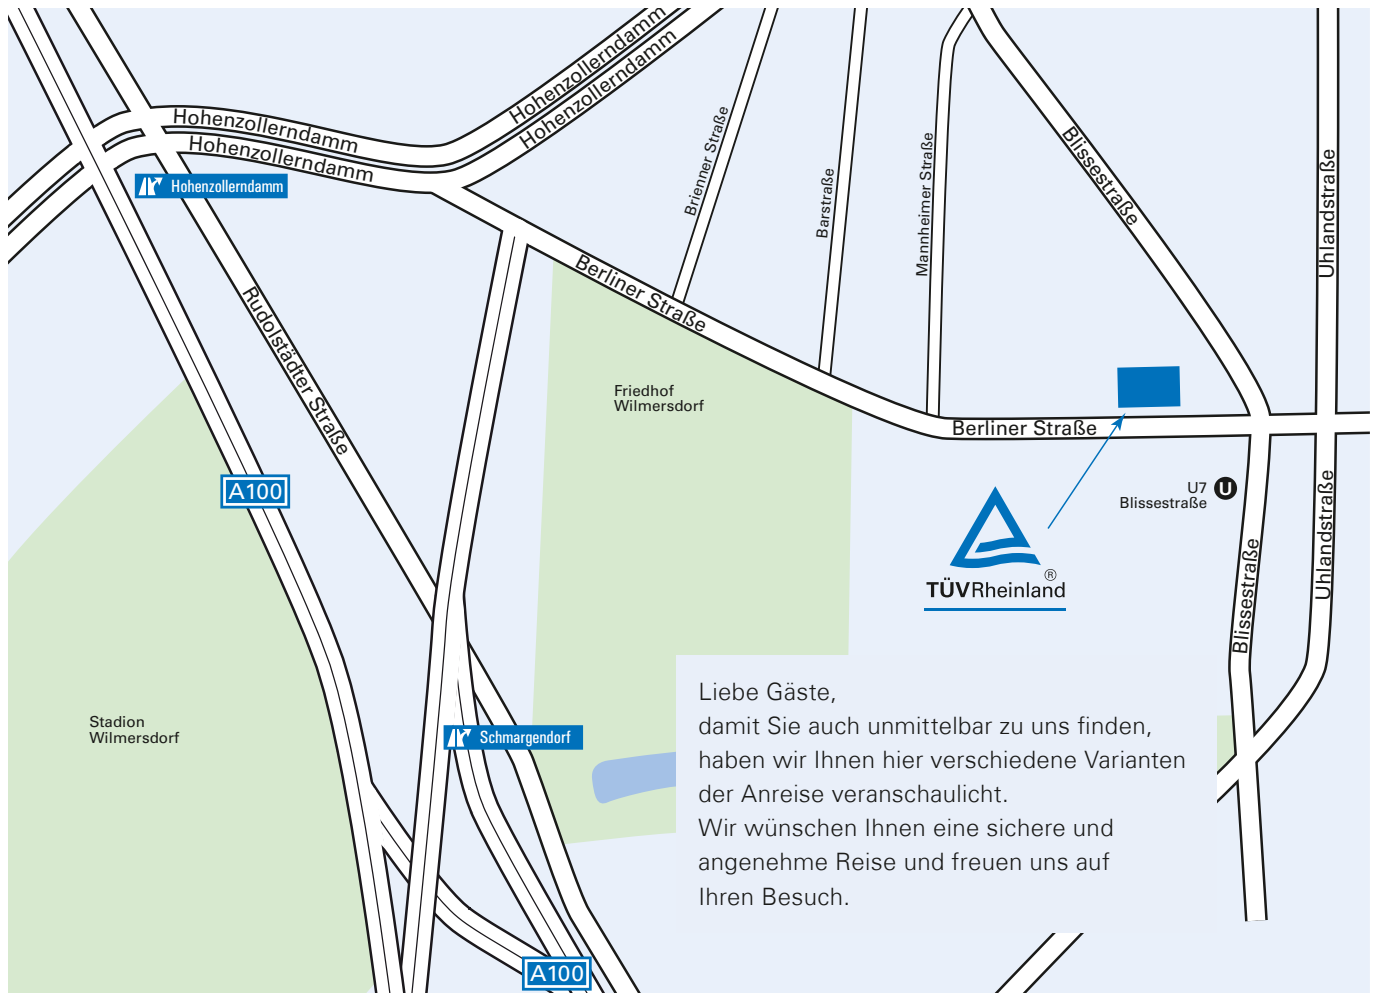 Hohenzollerndamm
Hohenzollerndamm
Hohenzollerndamm
Hohenzollerndamm
Hohenzollerndamm
Brienner Straße
Barstraße
Mannheimer Straße
Blissestraße
Uhlandstraße
Berliner Straße
Rudolstädter Straße
Friedhof
Wilmersdorf
Berliner Straße
A100
U7
Blissestraße
U
TÜVRheinland
®
Blissestraße
Uhlandstraße
Stadion
Wilmersdorf
Schmargendorf
Liebe Gäste,
damit Sie auch unmittelbar zu uns finden,
haben wir Ihnen hier verschiedene Varianten
der Anreise veranschaulicht.
Wir wünschen Ihnen eine sichere und
angenehme Reise und freuen uns auf
Ihren Besuch.
A100